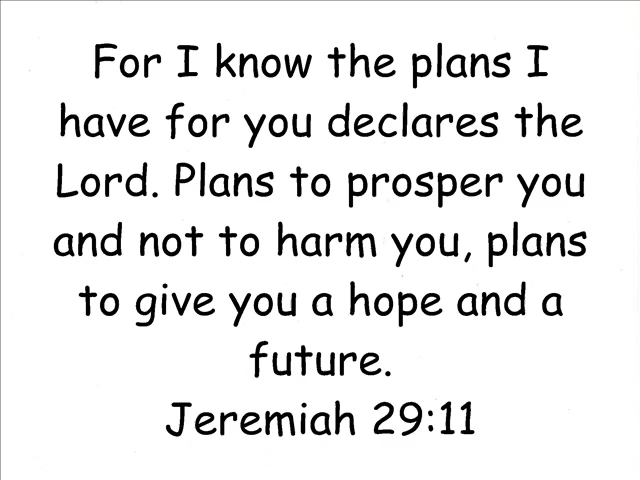 For I know the plans I
have for you declares the
Lord. Plans to prosper you
and not to harm you, plans
to give you a hope and a
future.
Jeremiah 29:11